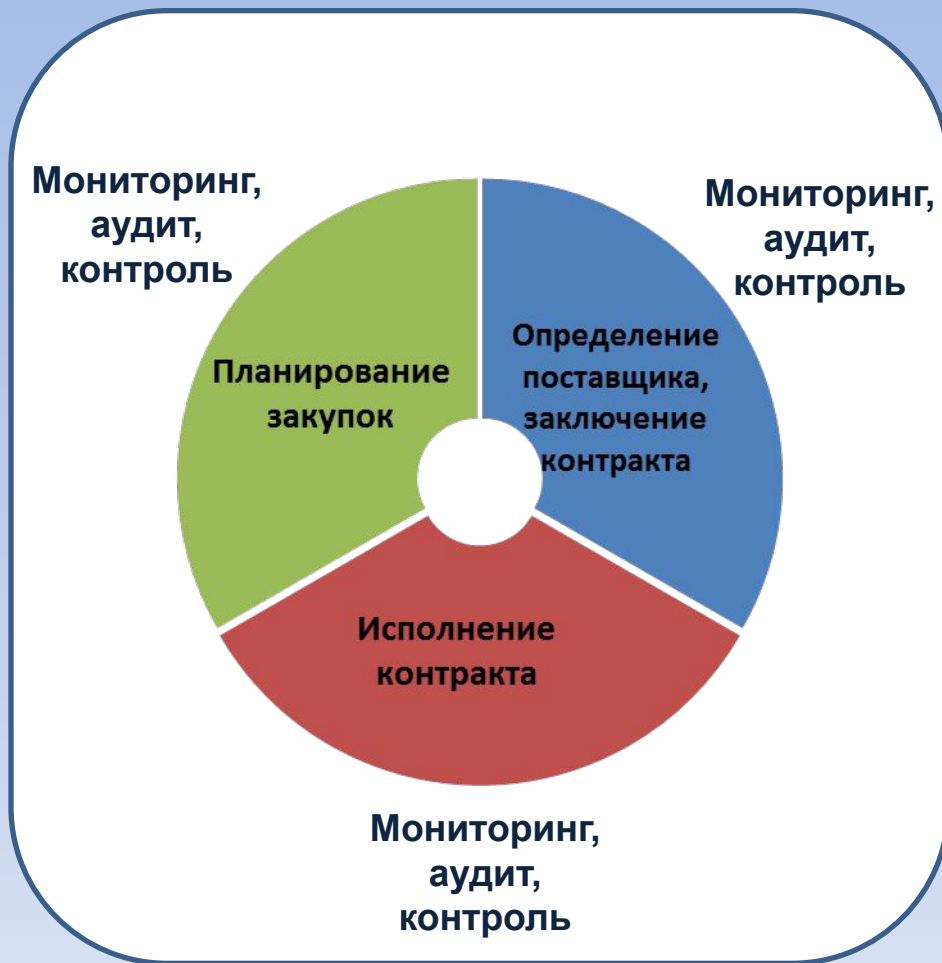 Мониторинг,
аудит,
контроль
Мониторинг,
аудит,
контроль
Планирование
закупок
Определение
поставщика,
заключение
контракта
Исполнение
контракта
Мониторинг,
аудит,
контроль